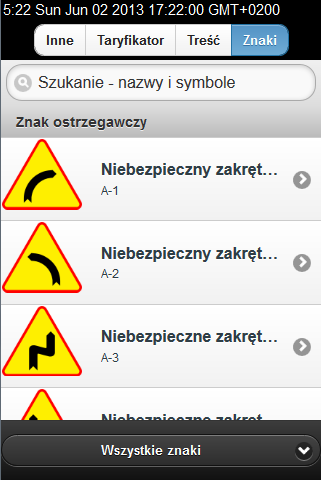 5:22 Sun Jun 02 2013 17:22:00 GMT+0200
Inne Taryfikator Treść Znaki
Szukanie - nazwy i symbole
Znak ostrzegawczy
Niebezpieczny zakręt...
A-1
Niebezpieczny zakręt...
A-2
Niebezpieczne zakręt...
A-3
Niebezpieczne zakręt...
Wszystkie znaki